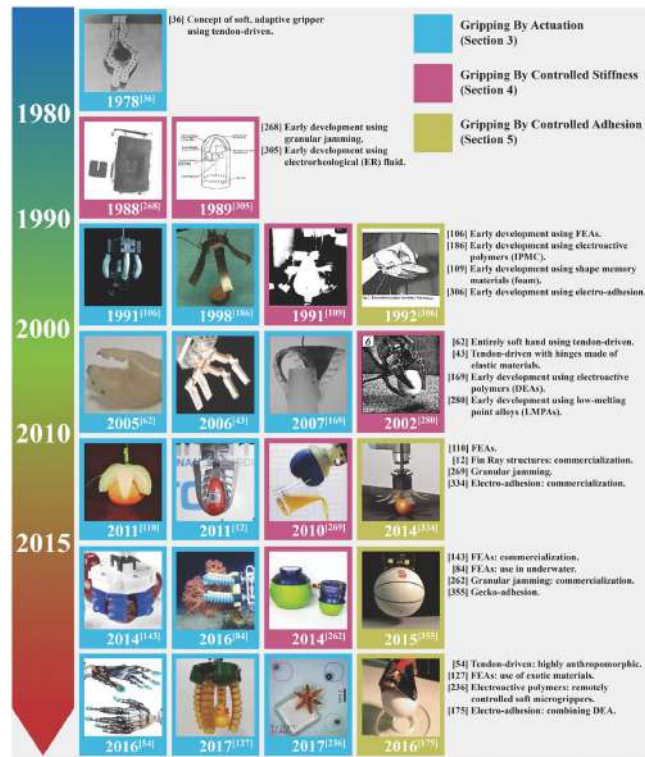 [36] Concept of soft, adaptive gripper
using tendon-driven.
Gripping By Actuation
(Section 3)
Gripping By Controlled Stiffness
(Section 4)
Gripping By Controlled Adhesion
(Section 5)
1980
1990
2000
2010
2015
1978[36]
1988[268]
1989[305]
[268] Early development using
granular jamming.
[305] Early development using
electrorheological (ER) fluid.
1991[106]
1998[186]
1991[109]
1992[306]
[106] Early development using FEAs.
[186] Early development using electroactive
polymers (IPMC).
[109] Early development using shape memory
materials (foam).
[306] Early development using electro-adhesion.
2005[62]
2006[43]
2007[169]
6
2002[280]
[62] Entirely soft hand using tendon-driven.
[43] Tendon-driven with hinges made of
elastic materials.
[169] Early development using electroactive
polymers (DEAs).
[280] Early development using low-melting
point alloys (LMPAs).
2011[110]
2011[12]
2010[269]
2014[334]
[110] FEAs.
[12] Fin Ray structures: commercialization.
[269] Granular jamming.
[334] Electro-adhesion: commercialization.
2014[143]
2016[84]
2014[262]
2015[355]
[143] FEAs: commercialization.
[84] FEAs: use in underwater.
[262] Granular jamming: commercialization.
[355] Gecko-adhesion.
2016[54]
2017[127]
2017[236]
2016[175]
[54] Tendon-driven: highly anthropomorphic.
[127] FEAs: use of exotic materials.
[236] Electroactive polymers: remotely
controlled soft microgrippers.
[175] Electro-adhesion: combining DEA.